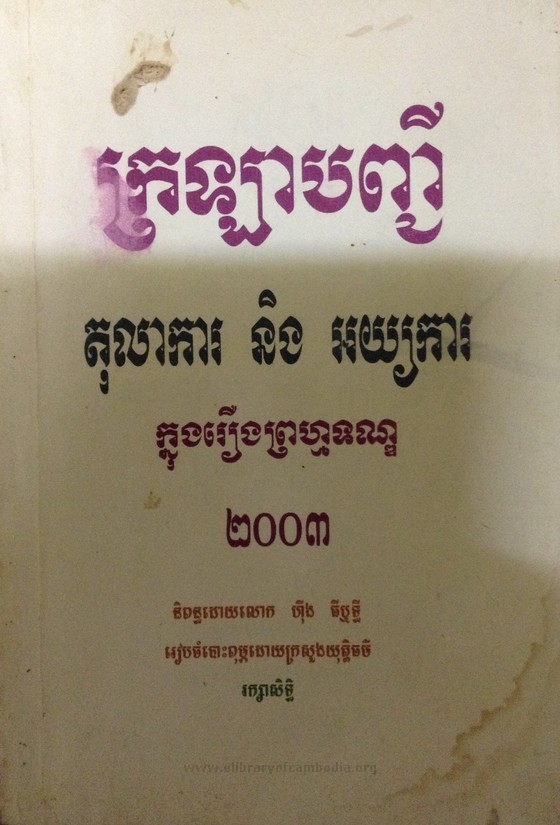 ក្រឡាបញ្ជី
តុលាការ និង អយ្យការ
ក្នុងរឿងព្រហ្មទណ្ឌ
២០០៣
និពន្ធដោយលោក ហ៊ីង ធីឬទ្ធី
រៀបចំបោះពុម្ភដោយក្រសួងយុត្តិធម៌
រក្សាសិទ្ធិ
www.elibraryofcambodia.org